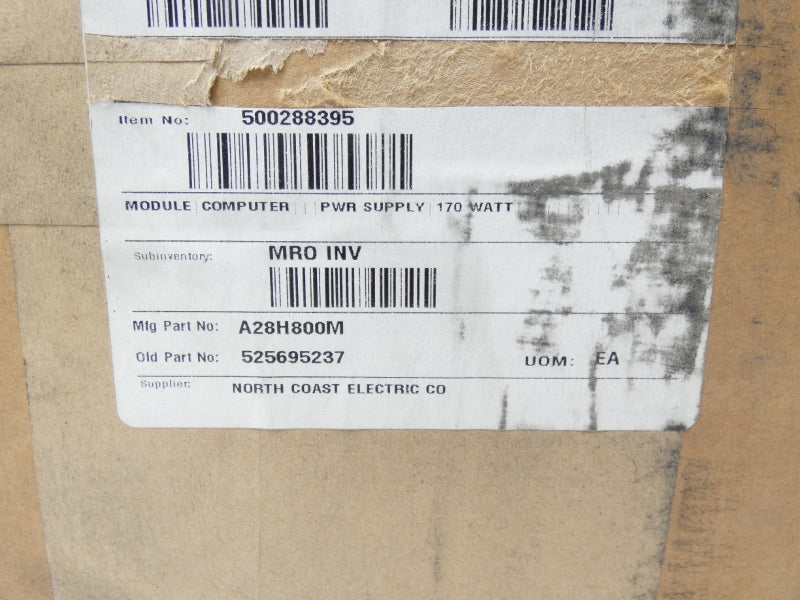 Item No: 500288395
MODULE|COMPUTER| | |PWR SUPPLY|170 WATT
Subinventory: MRO INV
Mfg Part No: A28H800M
Old Part No: 525695237 UOM: EA
Supplier: NORTH COAST ELECTRIC CO